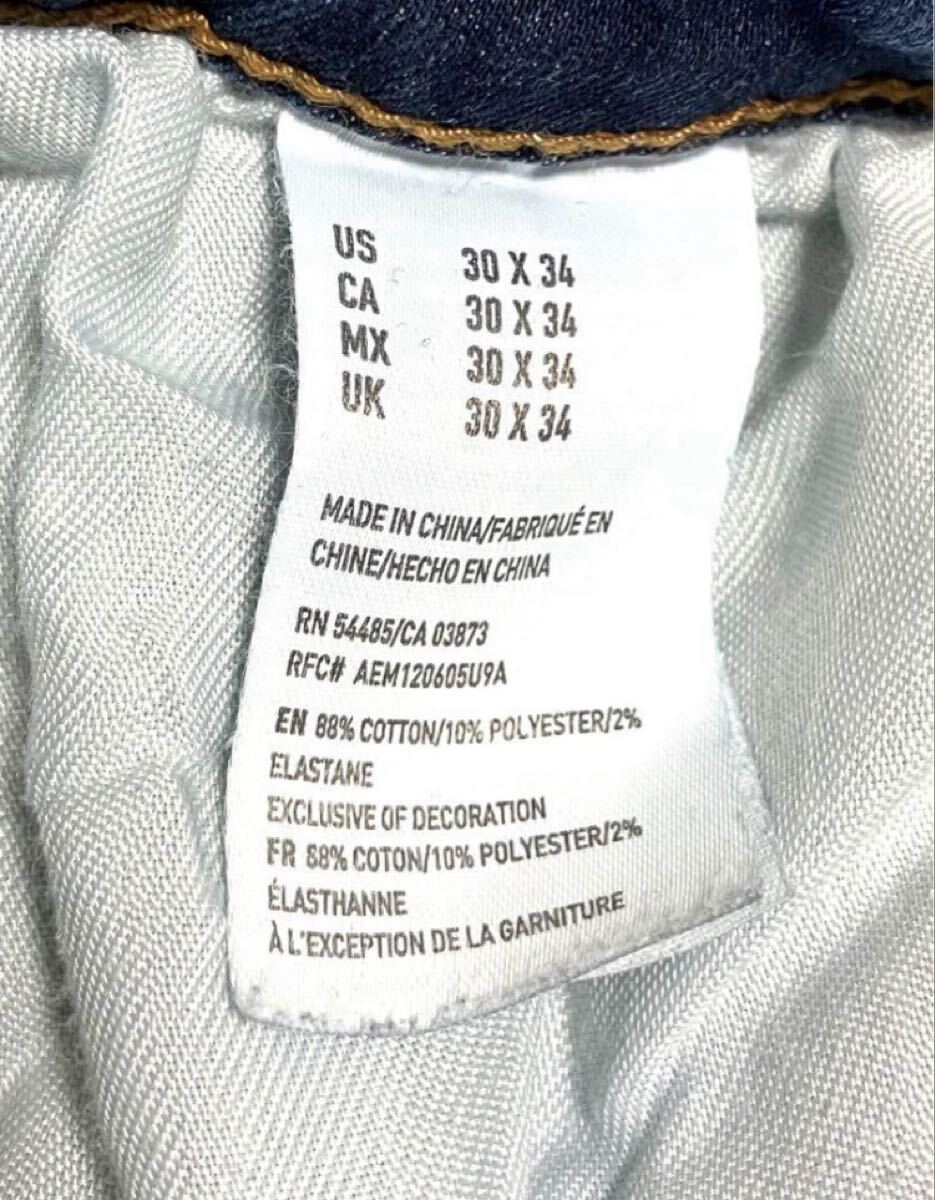 US 30 X 34
CA 30 X 34
MX 30 X 34
UK 30 X 34
MADE IN CHINA/FABRIQUÉ EN
CHINE/HECHO EN CHINA
RN 54485/CA 03873
RFC# AEM120605U9A
EN 88% COTTON/10% POLYESTER/2%
ELASTANE
EXCLUSIVE OF DECORATION
FR 88% COTON/10% POLYESTER/2%
ÉLASTHANNE
À L'EXCEPTION DE LA GARNITURE